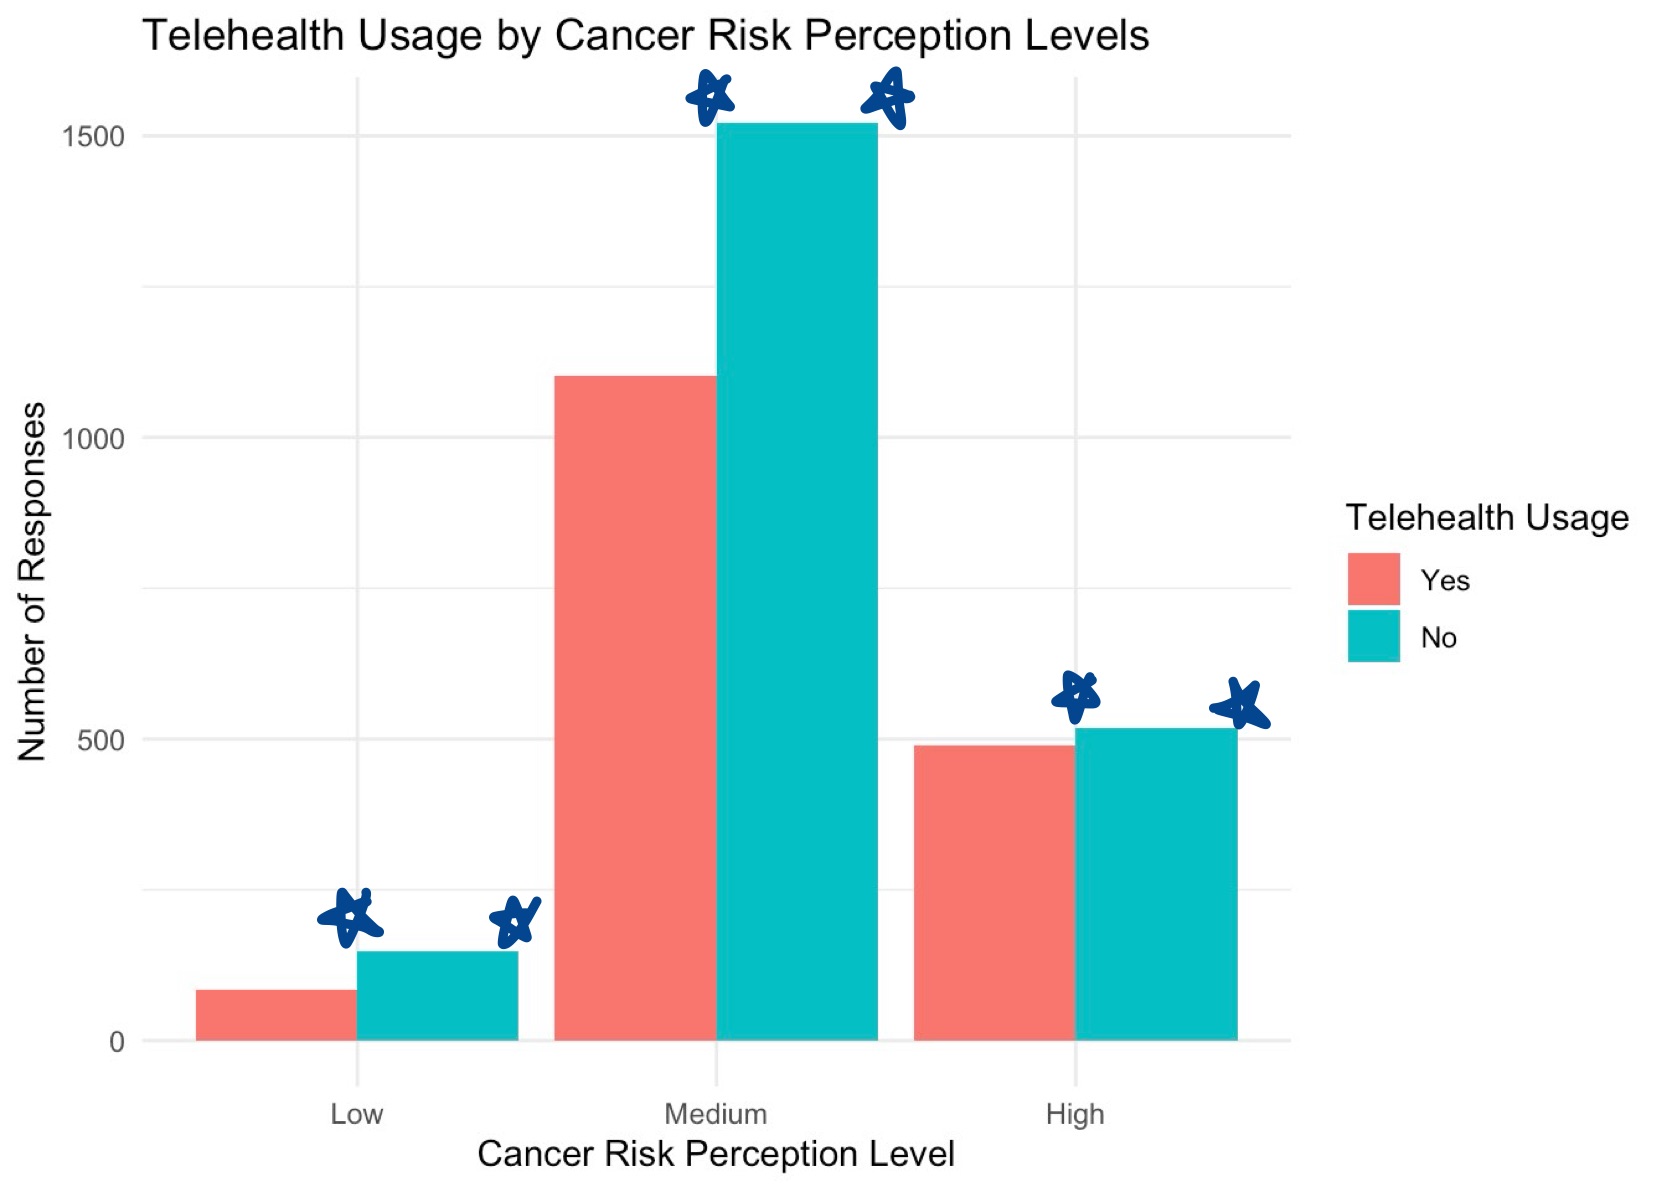 Telehealth Usage by Cancer Risk Perception Levels
1500
1000
500
0
Number of Responses
Low Medium High
Cancer Risk Perception Level
Telehealth Usage
Yes
No